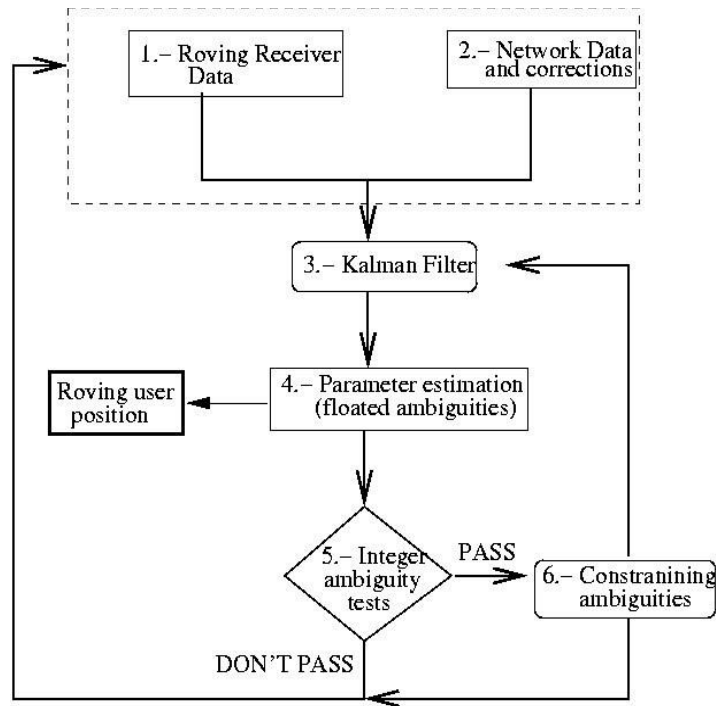 1.– Roving Receiver
Data
2.– Network Data
and corrections
3.– Kalman Filter
4.– Parameter estimation
(floated ambiguities)
Roving user
position
5.– Integer
ambiguity
tests
PASS
6.– Constranining
ambiguities
DON'T PASS